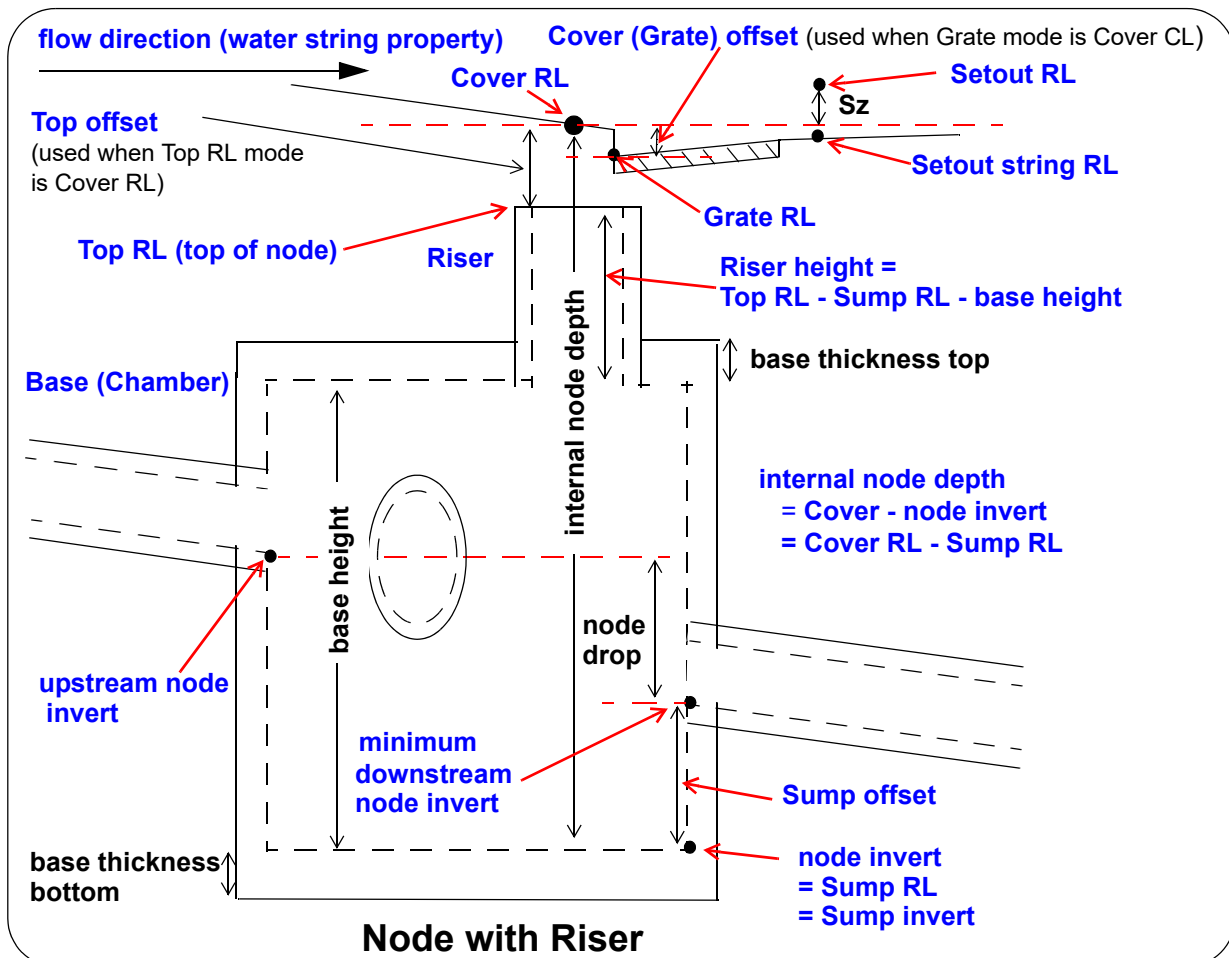 flow direction (water string property)
Cover (Grate) offset (used when Grate mode is Cover CL)
Cover RL
Setout RL
Sz
Top offset
(used when Top RL mode
is Cover RL)
Setout string RL
Grate RL
Top RL (top of node)
Riser
Riser height =
Top RL - Sump RL - base height
base thickness top
Base (Chamber)
internal node depth
base height
internal node depth
= Cover - node invert
= Cover RL - Sump RL
node
drop
upstream node
invert
minimum
downstream
node invert
Sump offset
base thickness
bottom
node invert
= Sump RL
= Sump invert
Node with Riser